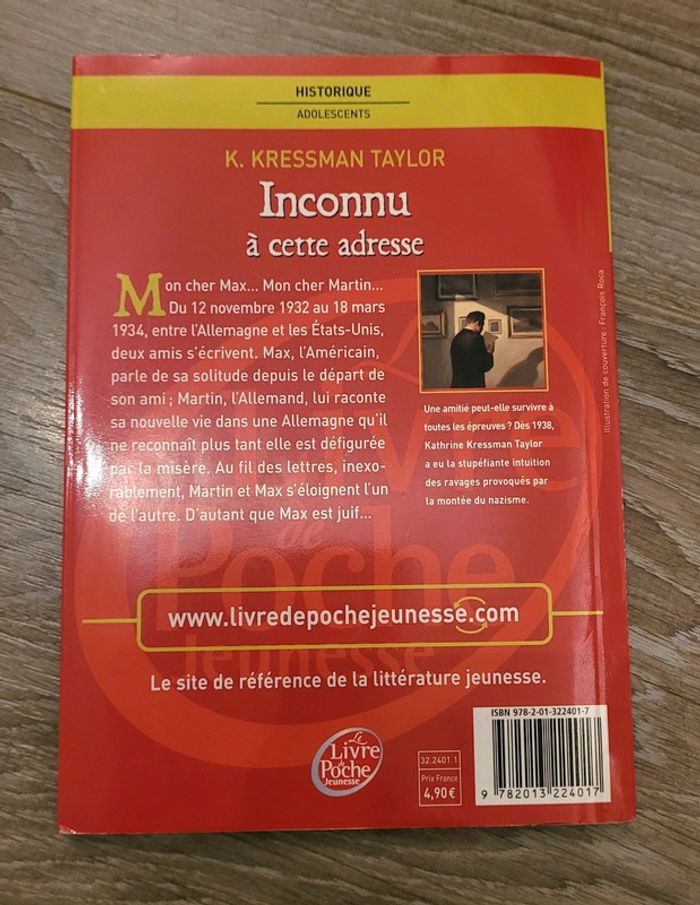 HISTORIQUE
ADOLESCENTS
K. KRESSMAN TAYLOR
Inconnu
à cette adresse
Mon cher Max... Mon cher Martin...
Du 12 novembre 1932 au 18 mars
1934, entre l'Allemagne et les États-Unis,
deux amis s'écrivent. Max, l'Américain,
parle de sa solitude depuis le départ de
son ami ; Martin, l'Allemand, lui raconte
sa nouvelle vie dans une Allemagne qu'il
ne reconnaît plus tant elle est défigurée
par la misère. Au fil des lettres, inexo-
rablement, Martin et Max s'éloignent l'un
de l'autre. D'autant que Max est juif...
Illustration de couverture : François Roca
Une amitié peut-elle survivre à
toutes les épreuves ? Dès 1938,
Kathrine Kressman Taylor
a eu la stupéfiante intuition
des ravages provoqués par
la montée du nazisme.
Livre
de
Poche
Jeunesse
www.livredepochejeunesse.com
Le site de référence de la littérature jeunesse.
Le
Livre
de
Poche
Jeunesse
32.2401.1
Prix France
4,90 €
ISBN 978-2-01-322401-7
9 782013 224017